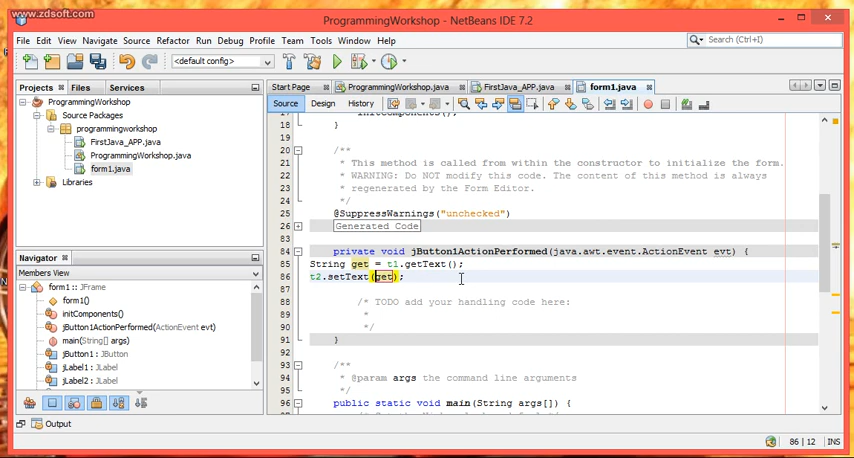 www.zdsoft.com
ProgrammingWorkshop - NetBeans IDE 7.2
File Edit View Navigate Source Refactor Run Debug Profile Team Tools Window Help
Search (Ctrl+I)
<default config>
Projects Files Services
Start Page ProgrammingWorkshop.java FirstJava_APP.java form1.java
ProgrammingWorkshop
Source Packages
programmingworkshop
FirstJava_APP.java
ProgrammingWorkshop.java
form1.java
Libraries
Source Design History
18 }
19
20 /**
21 * This method is called from within the constructor to initialize the form.
22 * WARNING: Do NOT modify this code. The content of this method is always
23 * regenerated by the Form Editor.
24 */
25 @SuppressWarnings("unchecked")
26 Generated Code
83
84 private void jButton1ActionPerformed(java.awt.event.ActionEvent evt) {
85 String get = t1.getText();
86 t2.setText(get);
87
88 /* TODO add your handling code here:
89 *
90 */
91 }
92
93 /**
94 * @param args the command line arguments
95 */
96 public static void main(String args[]) {
Navigator
Members View
form1 :: JFrame
form1()
initComponents()
jButton1ActionPerformed(ActionEvent evt)
main(String[] args)
jButton1 : JButton
jLabel1 : JLabel
jLabel2 : JLabel
Output
86 | 12 INS